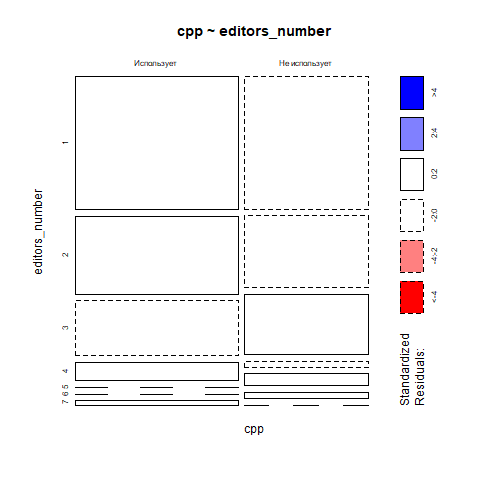 cpp ~ editors_number
Использует
Не использует
editors_number
1
2
3
4
5
6
7
cpp
Standardized
Residuals:
<-4
-4:-2
-2:0
0:2
2:4
>4